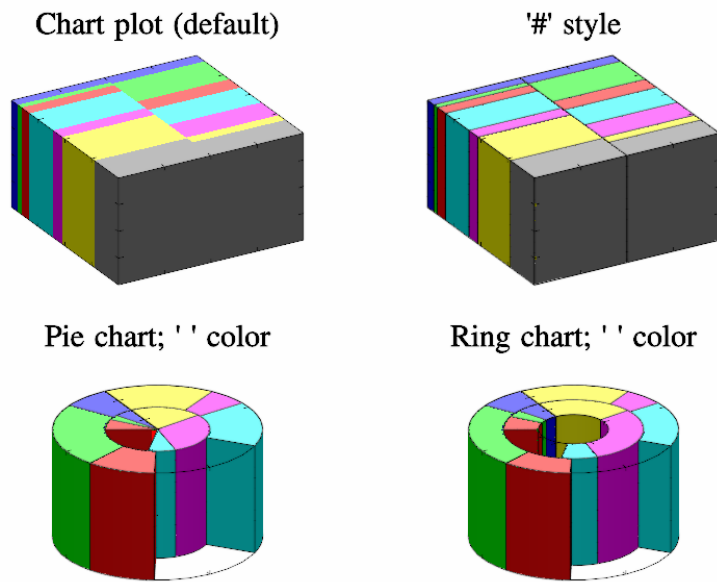 Chart plot (default)
'#' style
Pie chart; ' ' color
Ring chart; ' ' color